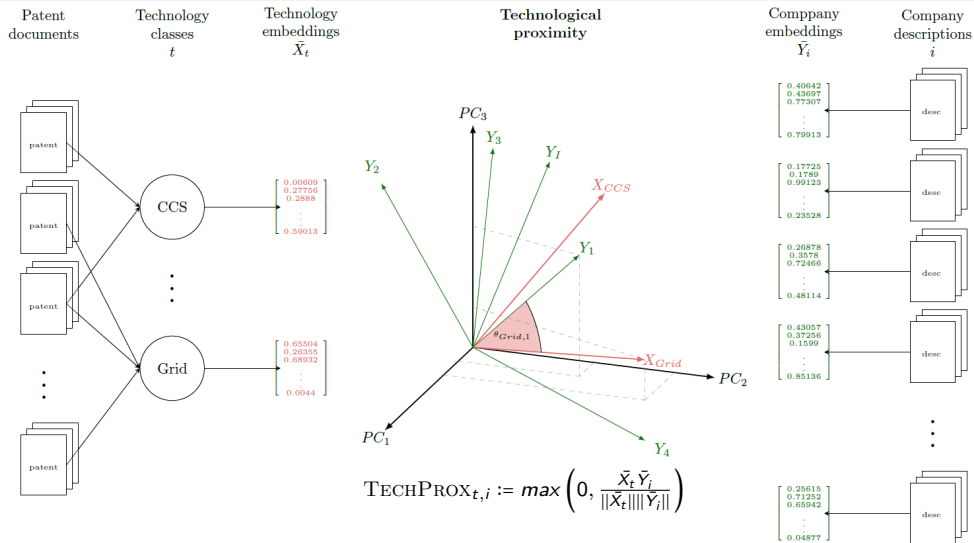 Patent
documents
Technology
classes
t
Technology
embeddings
X̄_t
Technological
proximity
Comppany
embeddings
Ȳ_i
Company
descriptions
i
patent
patent
patent
patent
CCS
Grid
0.00609
0.27756
0.2888
0.59013
0.65504
0.26355
0.68932
0.0044
PC_3
Y_3
Y_I
Y_2
X_CCS
Y_1
θ_Grid,1
X_Grid
PC_2
PC_1
Y_4
TECHPROX_t,i := max(0, X̄_t Ȳ_i / ||X̄_t||||Ȳ_i||)
0.40642
0.43697
0.77307
0.79913
desc
0.17725
0.1789
0.99123
0.23528
desc
0.26878
0.3578
0.72466
0.48114
desc
0.43057
0.37256
0.1599
0.85136
desc
0.25615
0.71252
0.65942
0.04877
desc